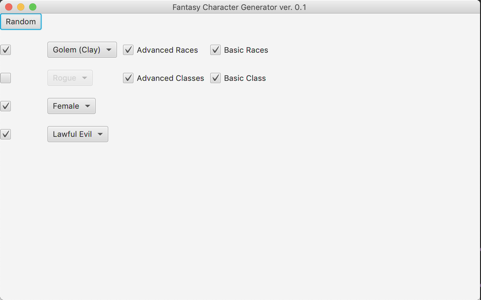 Fantasy Character Generator ver. 0.1
Random
Golem (Clay) Advanced Races Basic Races
Rogue Advanced Classes Basic Class
Female
Lawful Evil